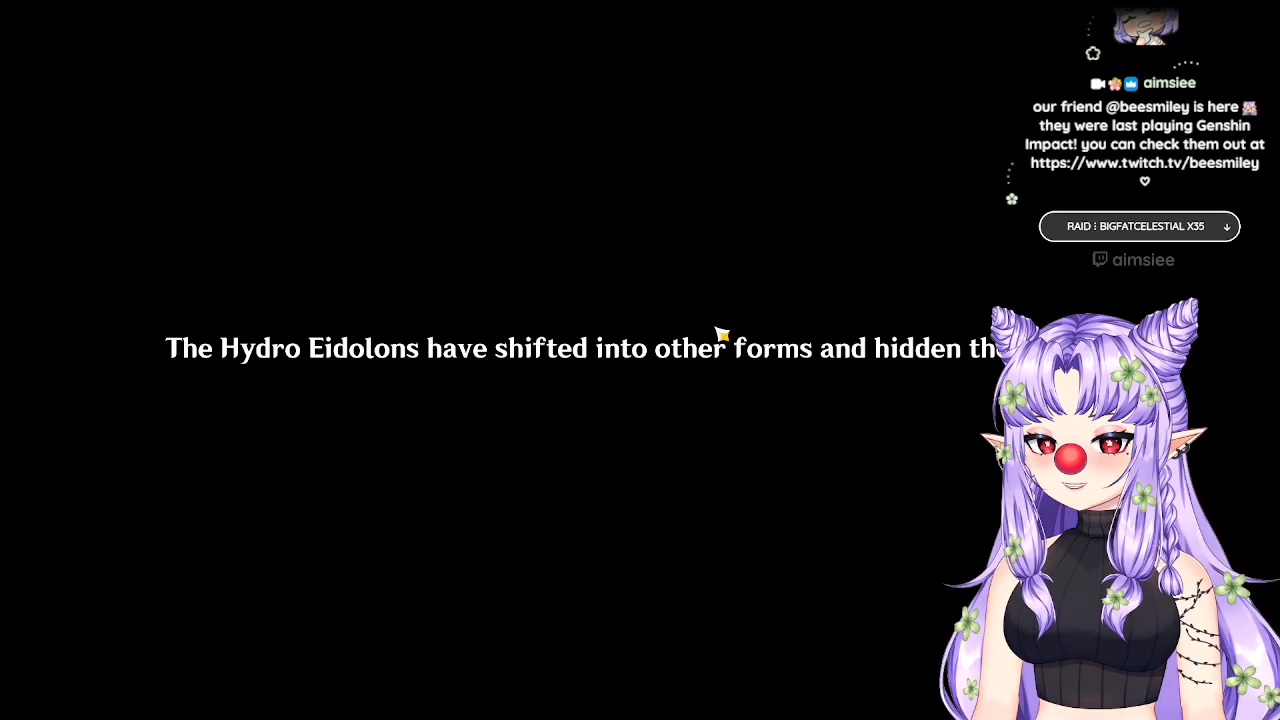 aimsiee
our friend @beesmiley is here
they were last playing Genshin
Impact! you can check them out at
https://www.twitch.tv/beesmiley
RAID : BIGFATCELESTIAL X35
aimsiee
The Hydro Eidolons have shifted into other forms and hidden